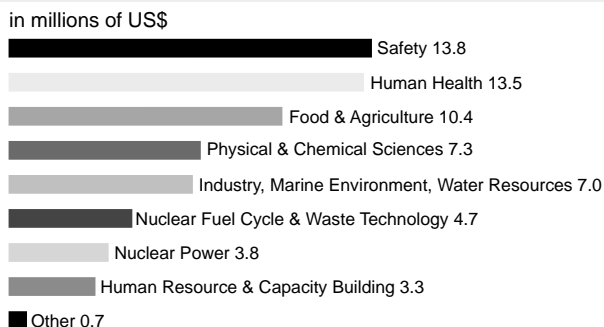 in millions of US$
Safety 13.8
Human Health 13.5
Food & Agriculture 10.4
Physical & Chemical Sciences 7.3
Industry, Marine Environment, Water Resources 7.0
Nuclear Fuel Cycle & Waste Technology 4.7
Nuclear Power 3.8
Human Resource & Capacity Building 3.3
Other 0.7